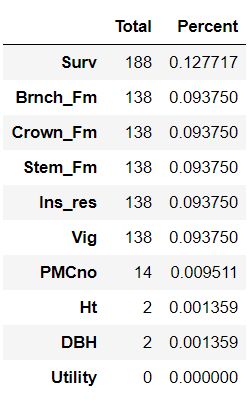 Total Percent
Surv 188 0.127717
Brnch_Fm 138 0.093750
Crown_Fm 138 0.093750
Stem_Fm 138 0.093750
Ins_res 138 0.093750
Vig 138 0.093750
PMCno 14 0.009511
Ht 2 0.001359
DBH 2 0.001359
Utility 0 0.000000